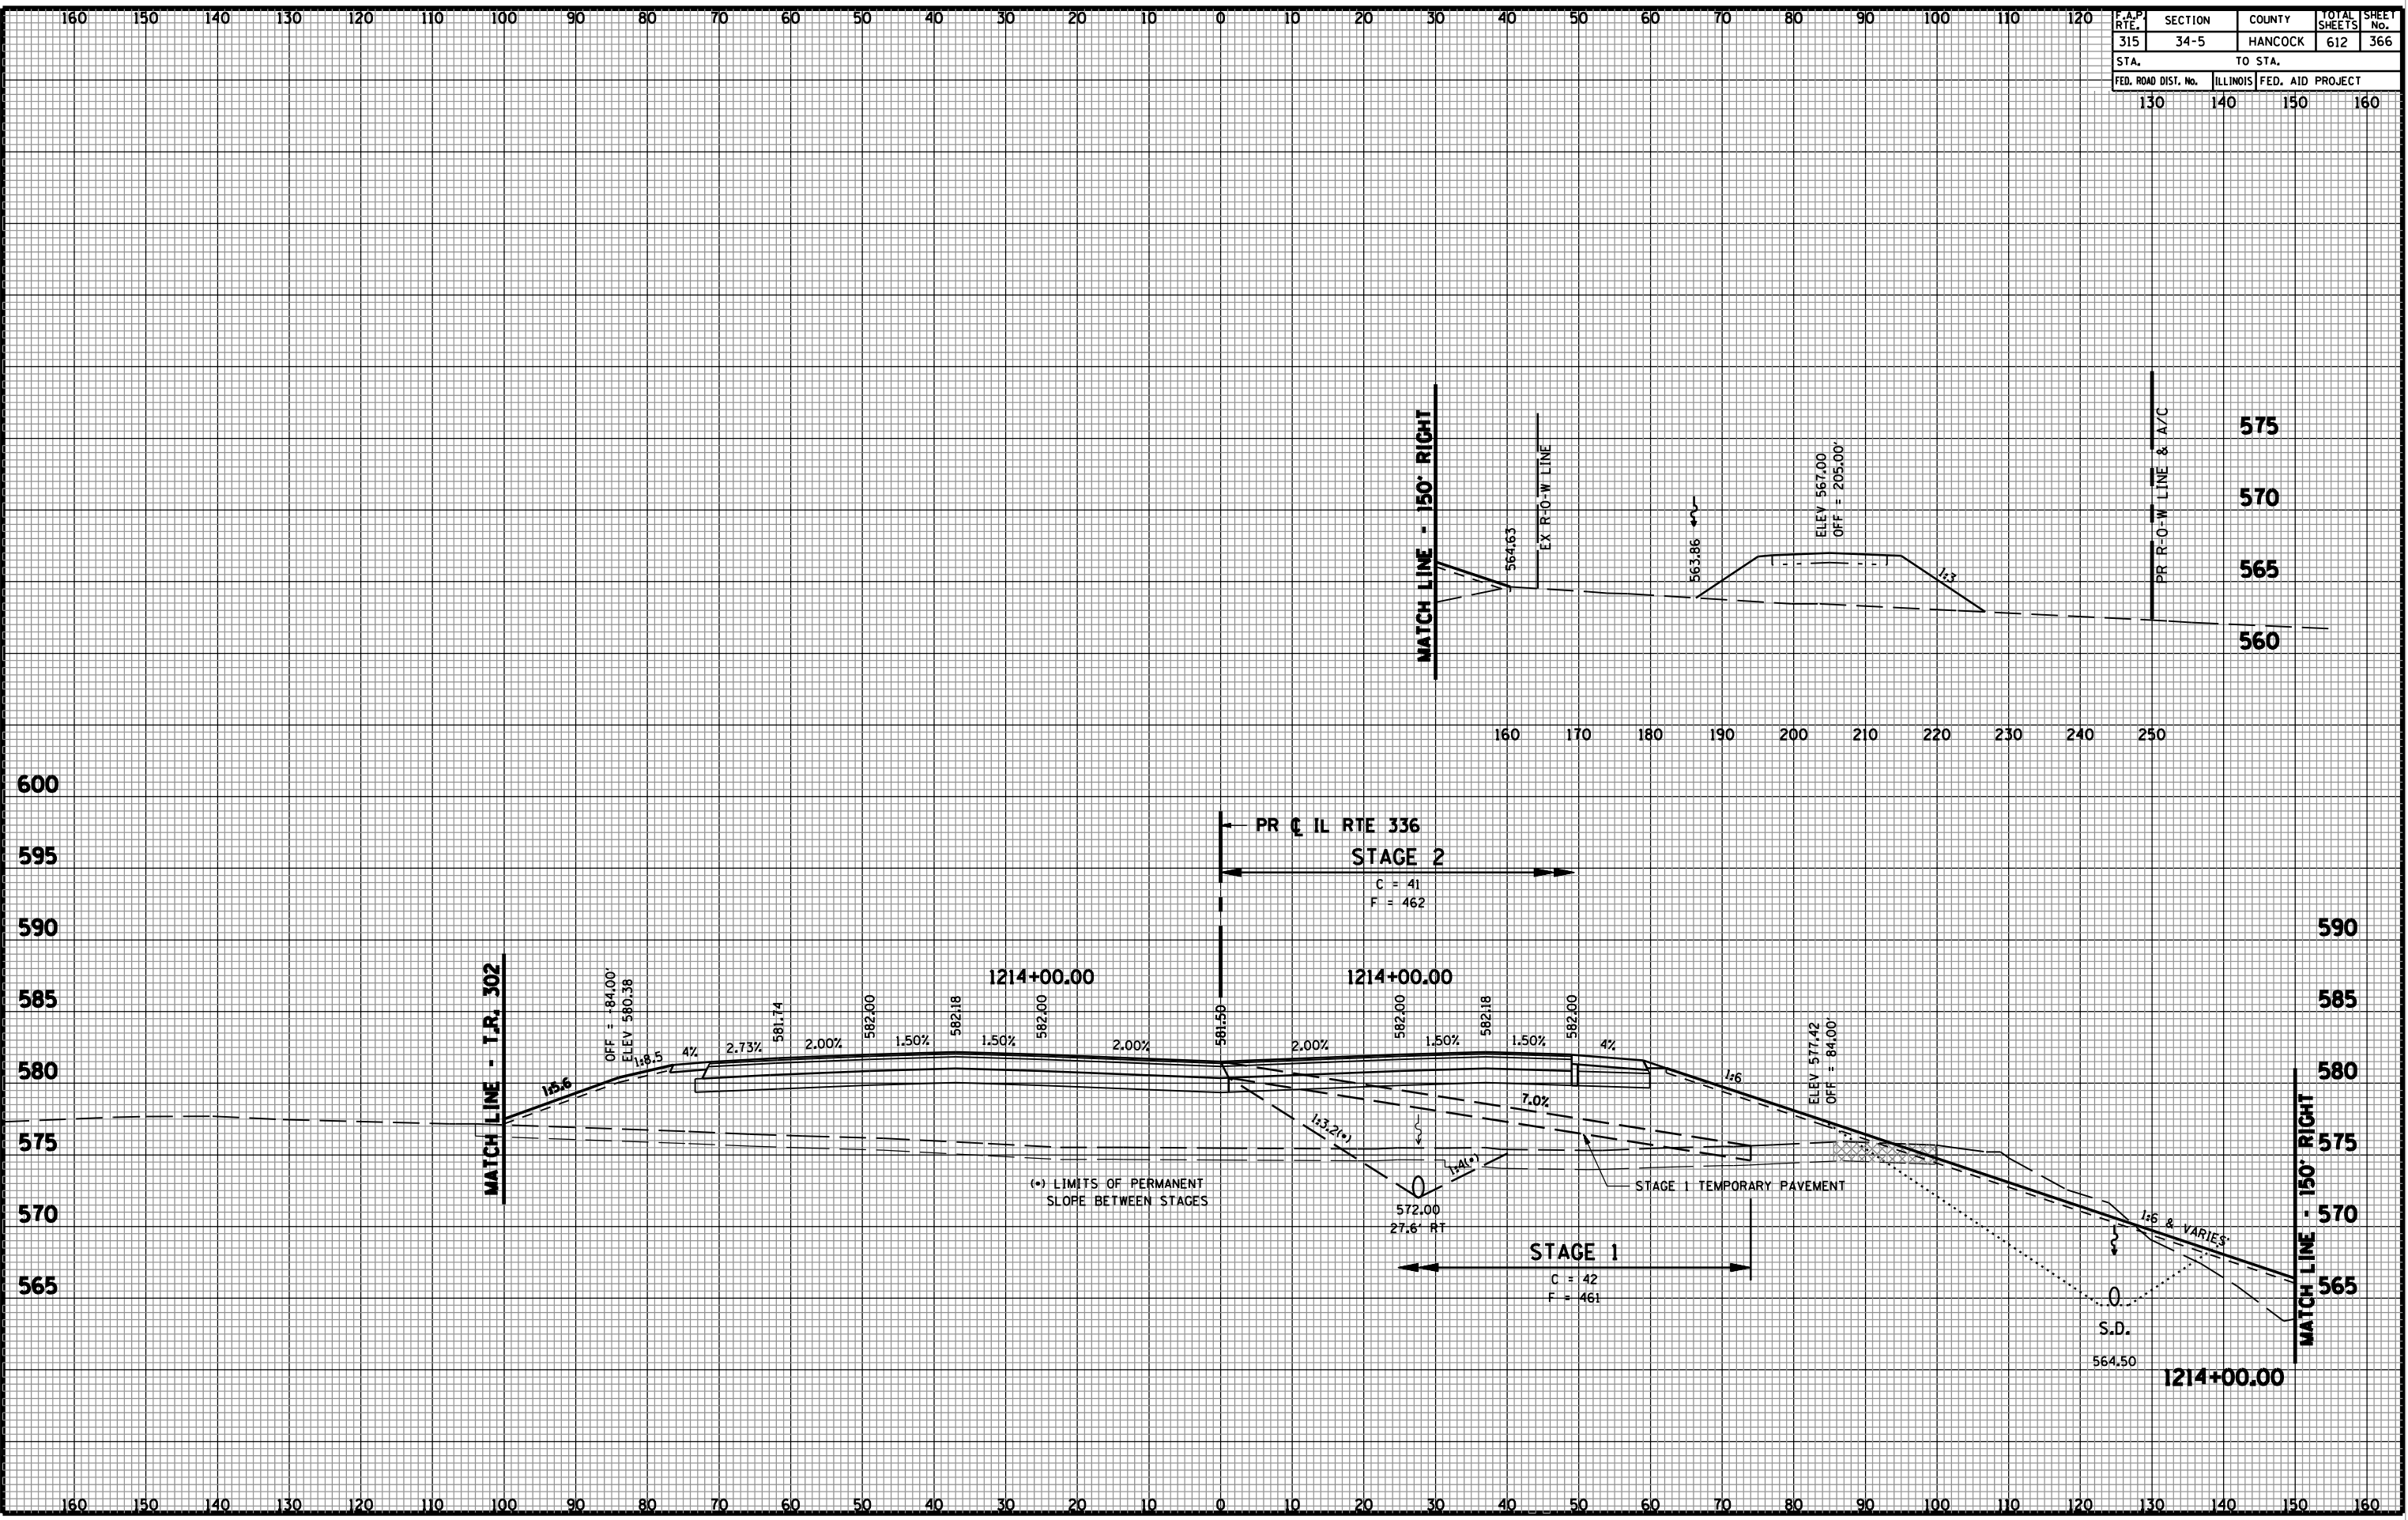 160 150 140 130 120 110 100 90 80 70 60 50 40 30 20 10 0 10 20 30 40 50 60 70 80 90 100 110 120
F.A.P. RTE. SECTION COUNTY TOTAL SHEETS SHEET No.
315 34-5 HANCOCK 612 366
STA. TO STA.
FED. ROAD DIST. No. ILLINOIS FED. AID PROJECT
130 140 150 160
MATCH LINE - 150' RIGHT
564.63
EX R-O-W LINE
563.86
ELEV 567.00
OFF = 205.00'
1:3
PR R-O-W LINE & A/C
575
570
565
560
160 170 180 190 200 210 220 230 240 250
600
595
590
585
580
575
570
565
PR ℄ IL RTE 336
STAGE 2
C = 41
F = 462
1214+00.00 1214+00.00
MATCH LINE - T.R. 302
OFF = -84.00'
ELEV 580.38
581.74
582.00
582.18
582.00
581.50
582.00
582.18
582.00
ELEV 577.42
OFF = 84.00'
1:5.6 1:8.5 4% 2.73% 2.00% 1.50% 1.50% 2.00% 2.00% 1.50% 1.50% 4% 1:6
7.0%
1:3.2(•)
1:4(•)
(•) LIMITS OF PERMANENT
SLOPE BETWEEN STAGES
572.00
27.6' RT
STAGE 1 TEMPORARY PAVEMENT
STAGE 1
C = 42
F = 461
1:6 & VARIES
S.D.
564.50
MATCH LINE - 150' RIGHT
590
585
580
575
570
565
1214+00.00
160 150 140 130 120 110 100 90 80 70 60 50 40 30 20 10 0 10 20 30 40 50 60 70 80 90 100 110 120 130 140 150 160